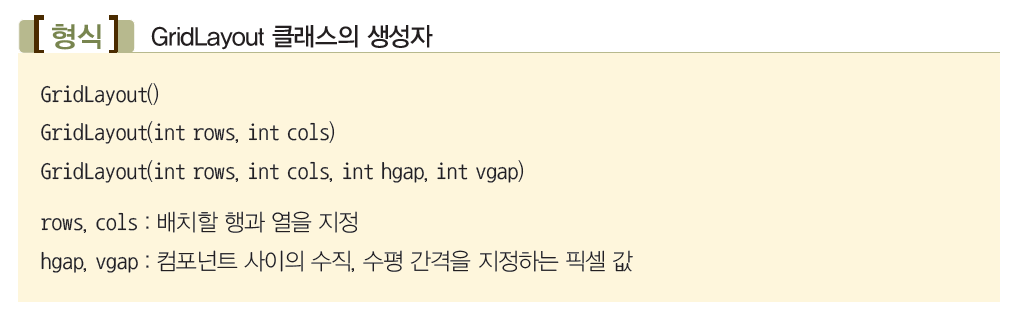 [형식] GridLayout 클래스의 생성자
GridLayout()
GridLayout(int rows, int cols)
GridLayout(int rows, int cols, int hgap, int vgap)
rows, cols : 배치할 행과 열을 지정
hgap, vgap : 컴포넌트 사이의 수직, 수평 간격을 지정하는 픽셀 값